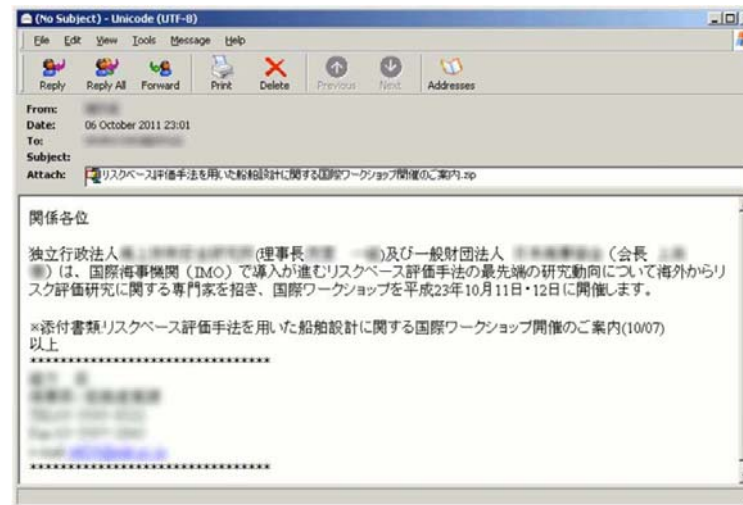 (No Subject) - Unicode (UTF-8)
File Edit View Tools Message Help
Reply Reply All Forward Print Delete Previous Next Addresses
From:
Date: 06 October 2011 23:01
To:
Subject:
Attach: リスクベース評価手法を用いた船舶設計に関する国際ワークショップ開催のご案内.zip
関係各位
独立行政法人 (理事長 )及び一般財団法人 (会長
)は、国際海事機関(IMO)で導入が進むリスクベース評価手法の最先端の研究動向について海外からリ
スク評価研究に関する専門家を招き、国際ワークショップを平成23年10月11日・12日に開催します。
※添付書類:リスクベース評価手法を用いた船舶設計に関する国際ワークショップ開催のご案内(10/07)
以上
********************************
********************************